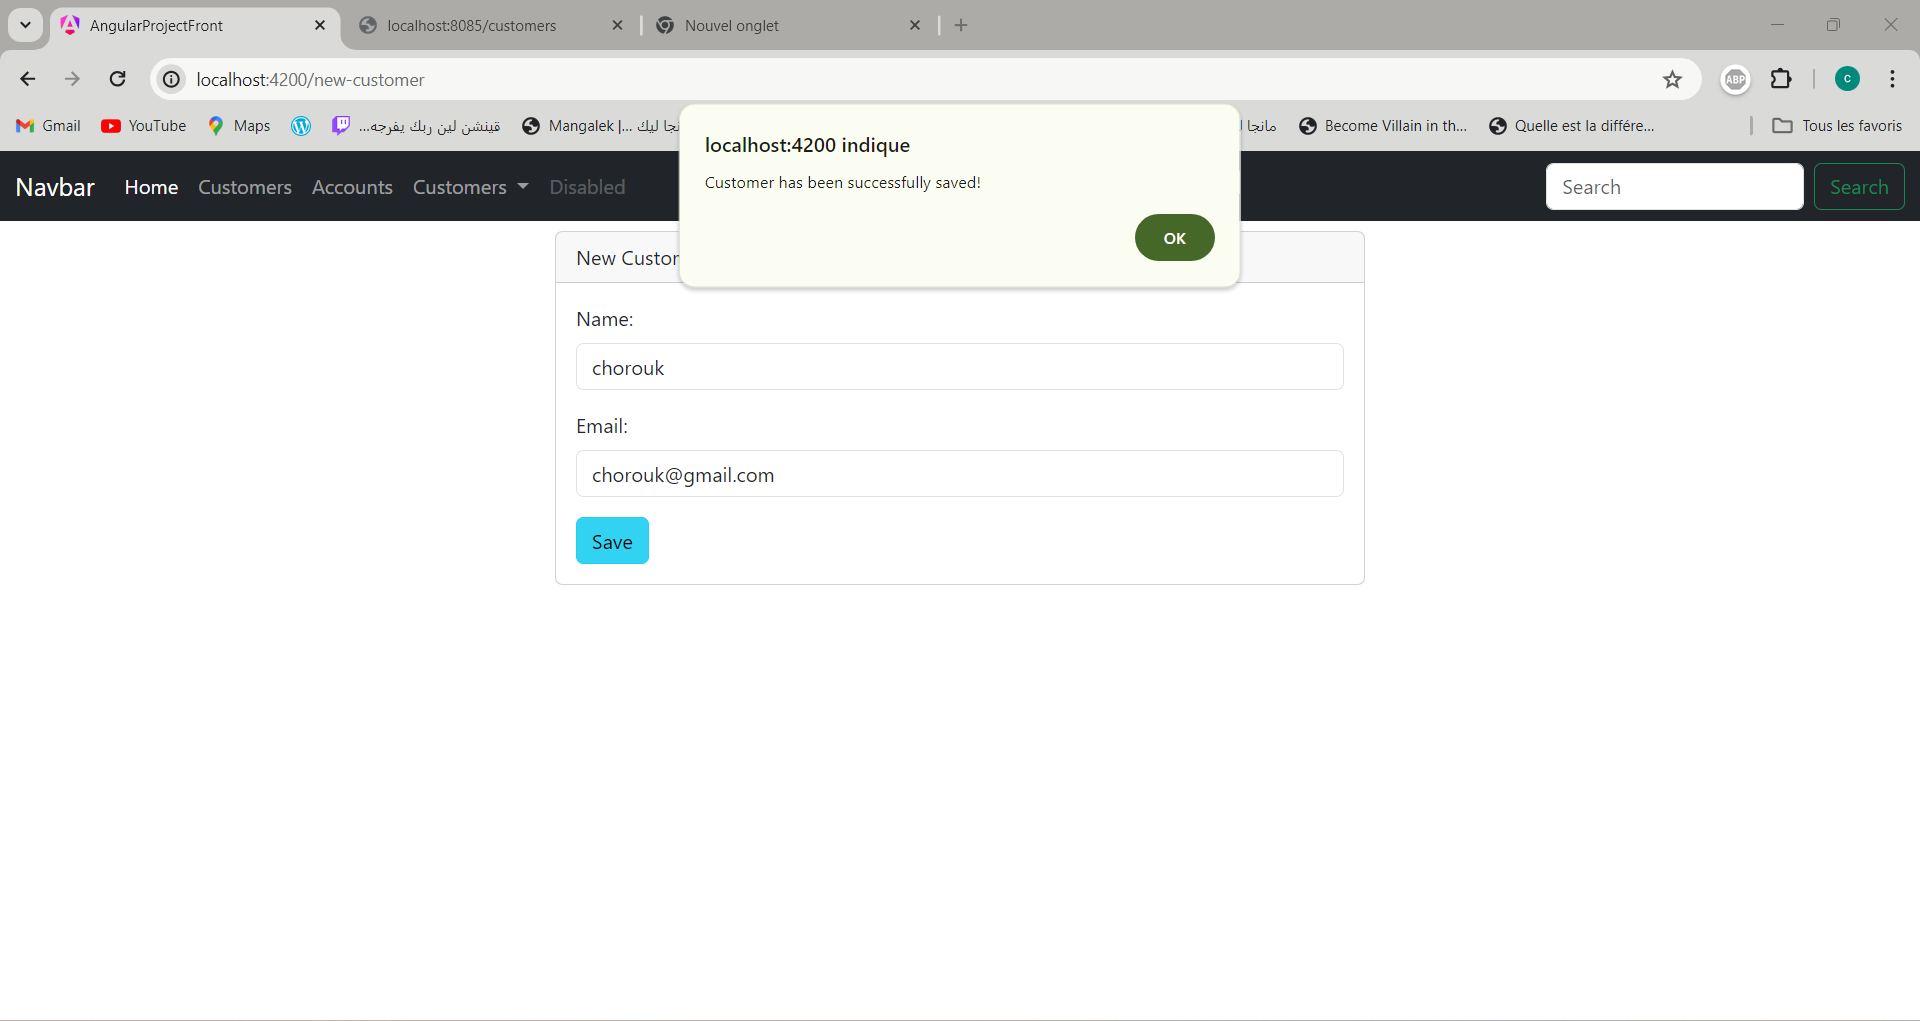 AngularProjectFront
localhost:8085/customers
Nouvel onglet
localhost:4200/new-customer
ABP
C
Gmail
YouTube
Maps
قينشن لين ربك يفرجه...
Mangalek |... نجا ليك
مانجا ل
Become Villain in th...
Quelle est la différe...
Tous les favoris
localhost:4200 indique
Customer has been successfully saved!
OK
Navbar
Home
Customers
Accounts
Customers
Disabled
Search
Search
New Custor
Name:
chorouk
Email:
chorouk@gmail.com
Save